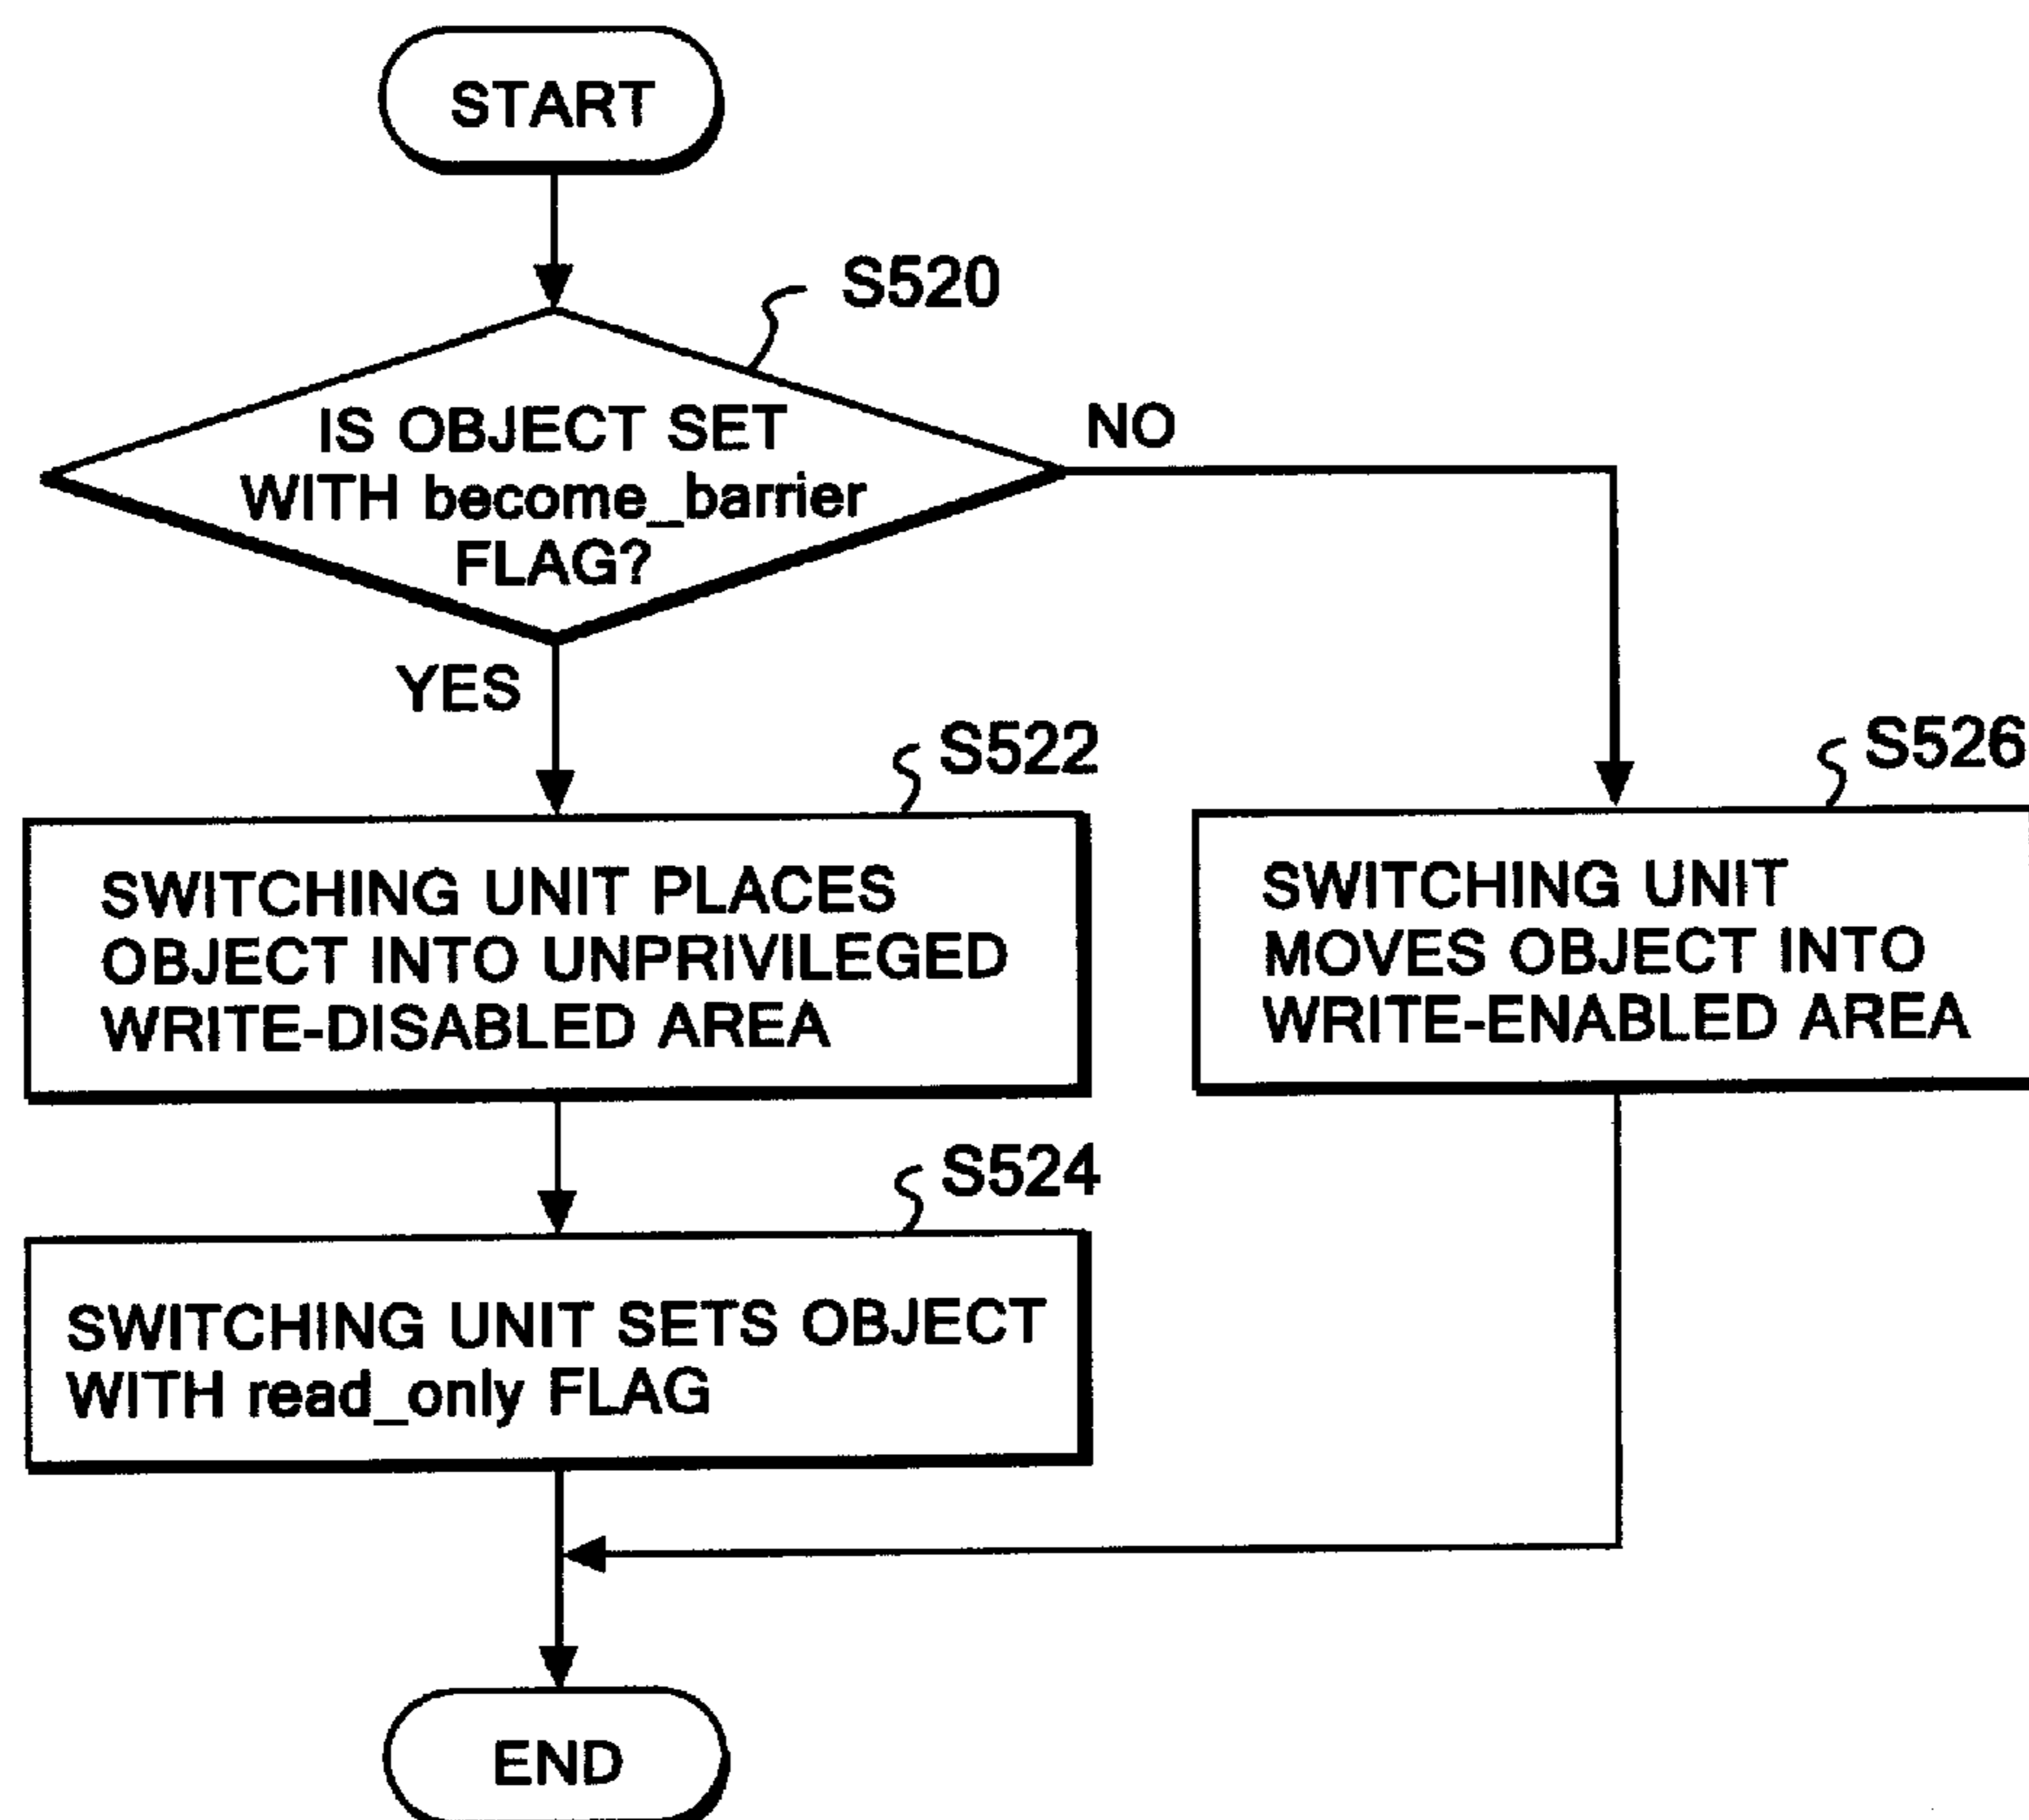 START
S520
IS OBJECT SET
WITH become_barrier
FLAG?
NO
YES
S522
SWITCHING UNIT PLACES
OBJECT INTO UNPRIVILEGED
WRITE-DISABLED AREA
S526
SWITCHING UNIT
MOVES OBJECT INTO
WRITE-ENABLED AREA
S524
SWITCHING UNIT SETS OBJECT
WITH read_only FLAG
END